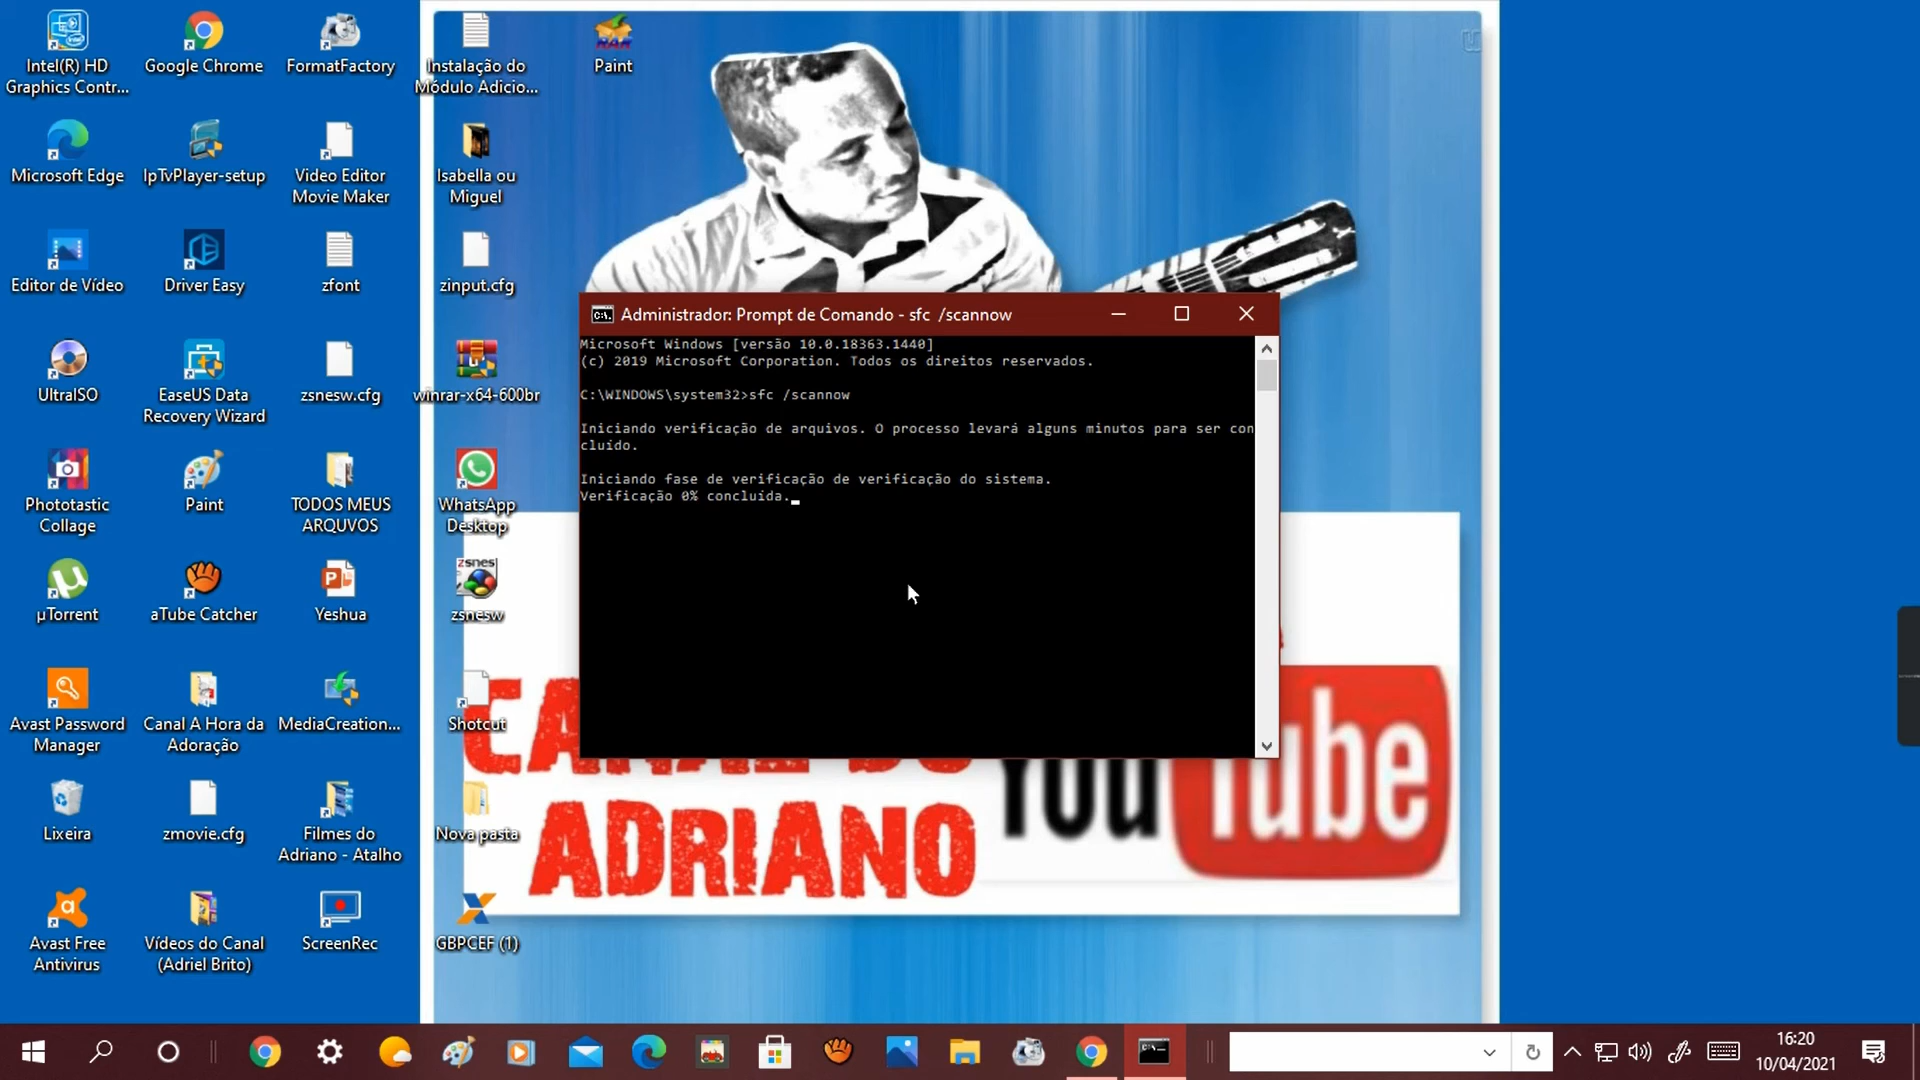 Intel(R) HD
Graphics Contr...
Google Chrome
FormatFactory
Instalação do
Módulo Adicio...
Paint
Microsoft Edge
IpTvPlayer-setup
Video Editor
Movie Maker
Isabella ou
Miguel
Editor de Vídeo
Driver Easy
zfont
zinput.cfg
UltraISO
EaseUS Data
Recovery Wizard
zsnesw.cfg
winrar-x64-600br
Phototastic
Collage
Paint
TODOS MEUS
ARQUVOS
WhatsApp
Desktop
µTorrent
aTube Catcher
Yeshua
zsnesw
Avast Password
Manager
Canal A Hora da
Adoração
MediaCreation...
Shotcut
Lixeira
zmovie.cfg
Filmes do
Adriano - Atalho
Nova pasta
Avast Free
Antivirus
Vídeos do Canal
(Adriel Brito)
ScreenRec
GBPCEF (1)
Administrador: Prompt de Comando - sfc /scannow
Microsoft Windows [versão 10.0.18363.1440]
(c) 2019 Microsoft Corporation. Todos os direitos reservados.
C:\WINDOWS\system32>sfc /scannow
Iniciando verificação de arquivos. O processo levará alguns minutos para ser con
cluído.
Iniciando fase de verificação de verificação do sistema.
Verificação 0% concluída.
ADRIANO
YouTube
16:20
10/04/2021